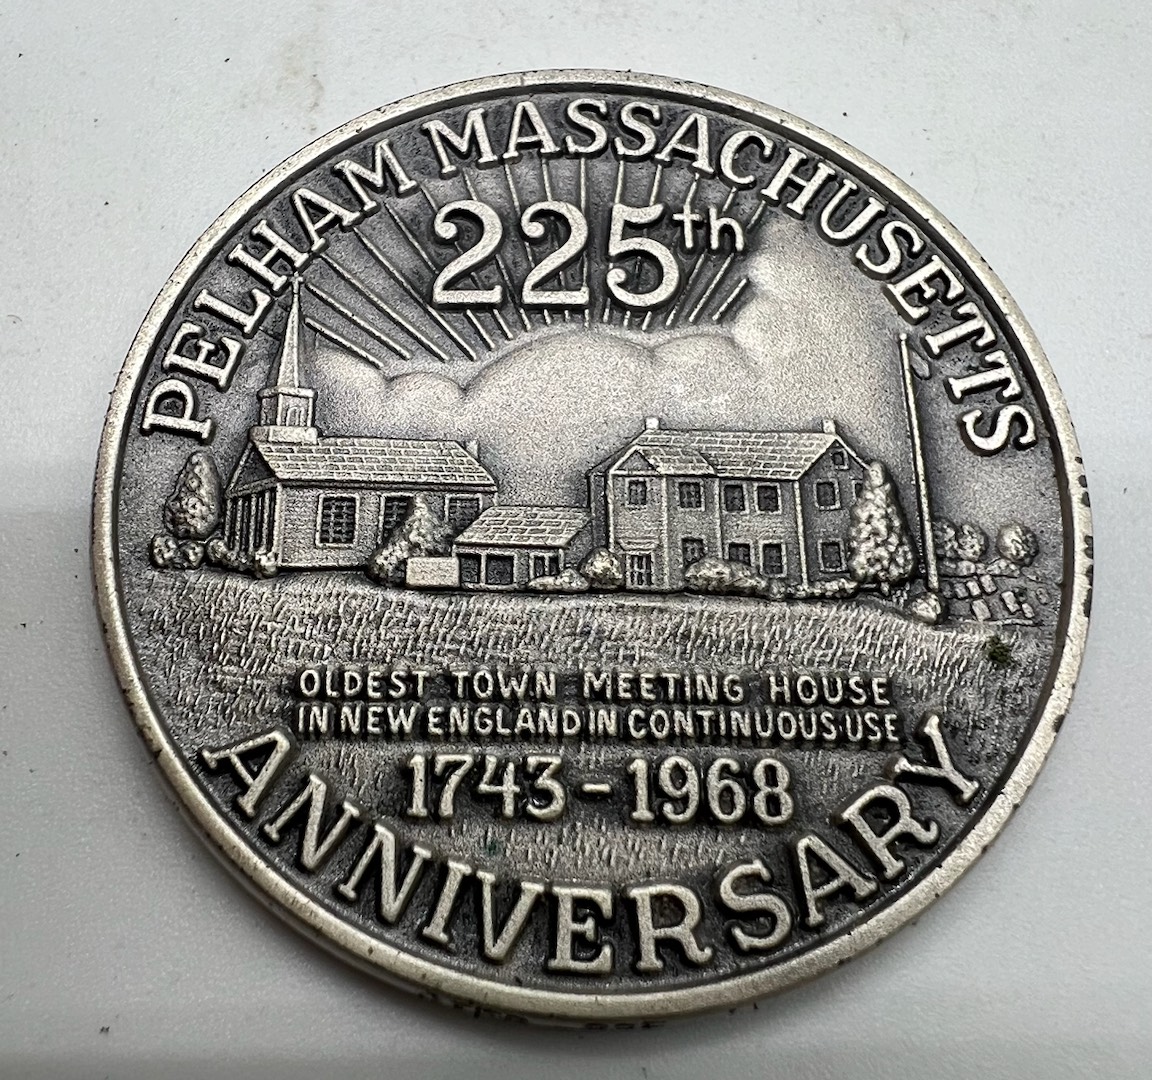 PELHAM MASSACHUSETTS
225th
OLDEST TOWN MEETING HOUSE
IN NEW ENGLAND IN CONTINUOUS USE
1743-1968
ANNIVERSARY